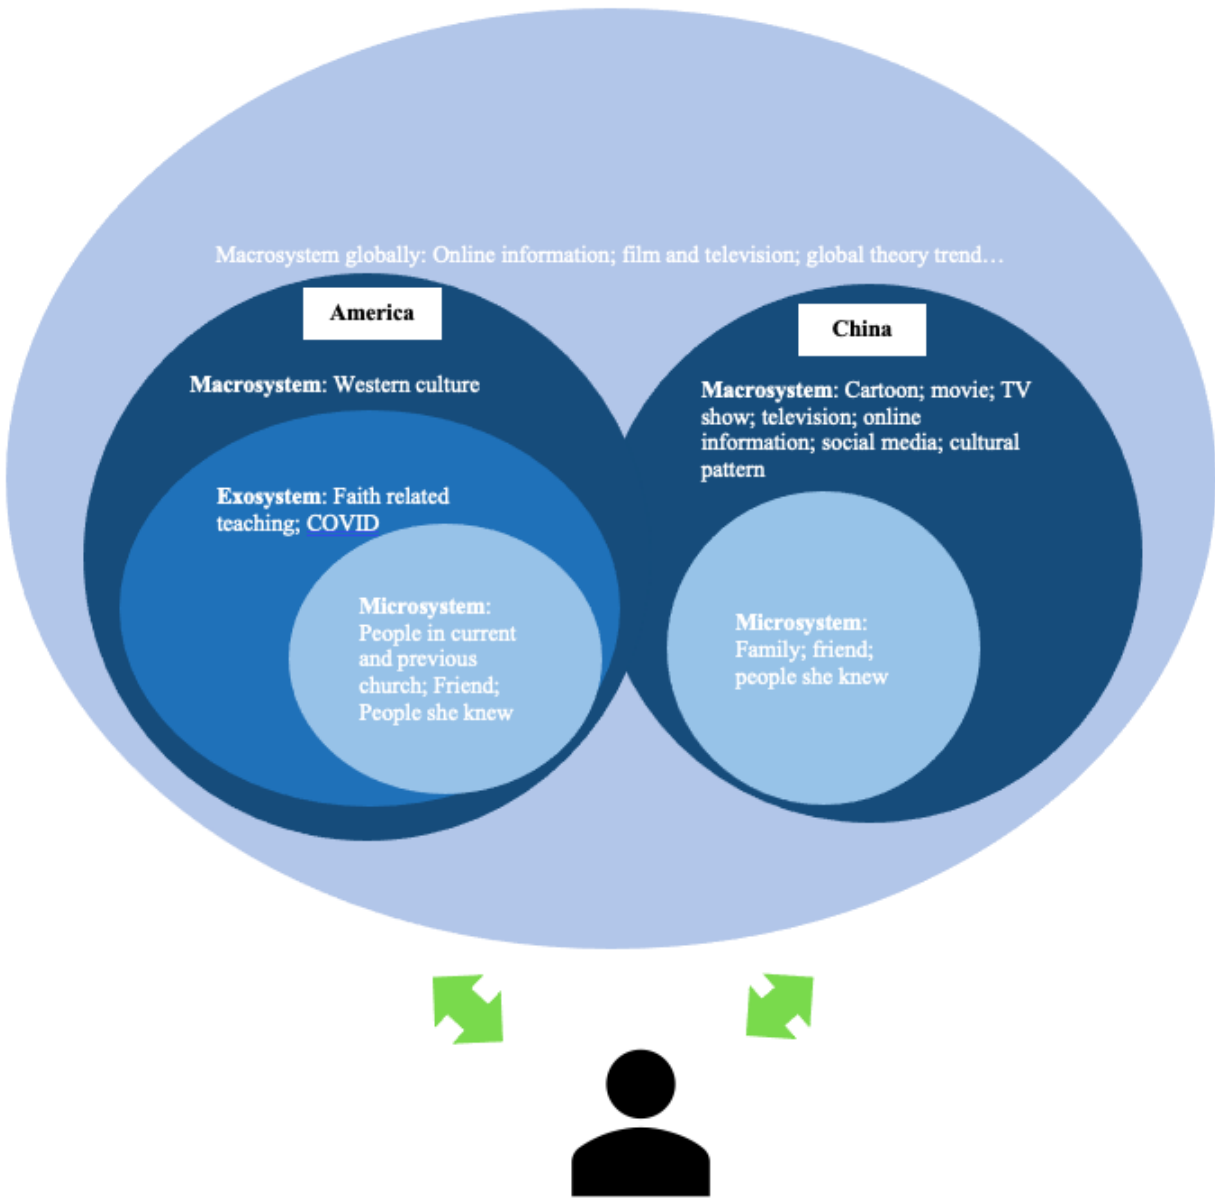 Macrosystem globally: Online information; film and television; global theory trend…
America
Macrosystem: Western culture
Exosystem: Faith related
teaching; COVID
Microsystem:
People in current
and previous
church; Friend;
People she knew
China
Macrosystem: Cartoon; movie; TV
show; television; online
information; social media; cultural
pattern
Microsystem:
Family; friend;
people she knew